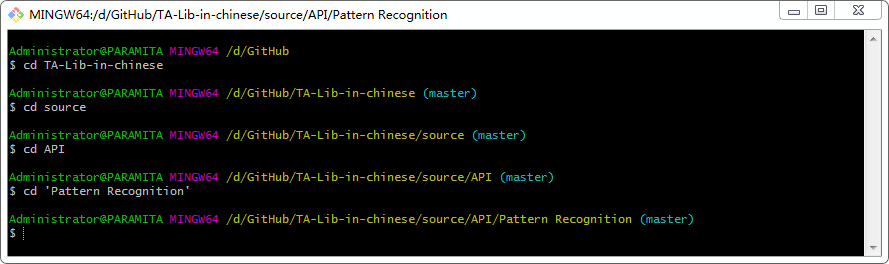 MINGW64:/d/GitHub/TA-Lib-in-chinese/source/API/Pattern Recognition
Administrator@PARAMITA MINGW64 /d/GitHub
$ cd TA-Lib-in-chinese
Administrator@PARAMITA MINGW64 /d/GitHub/TA-Lib-in-chinese (master)
$ cd source
Administrator@PARAMITA MINGW64 /d/GitHub/TA-Lib-in-chinese/source (master)
$ cd API
Administrator@PARAMITA MINGW64 /d/GitHub/TA-Lib-in-chinese/source/API (master)
$ cd 'Pattern Recognition'
Administrator@PARAMITA MINGW64 /d/GitHub/TA-Lib-in-chinese/source/API/Pattern Recognition (master)
$